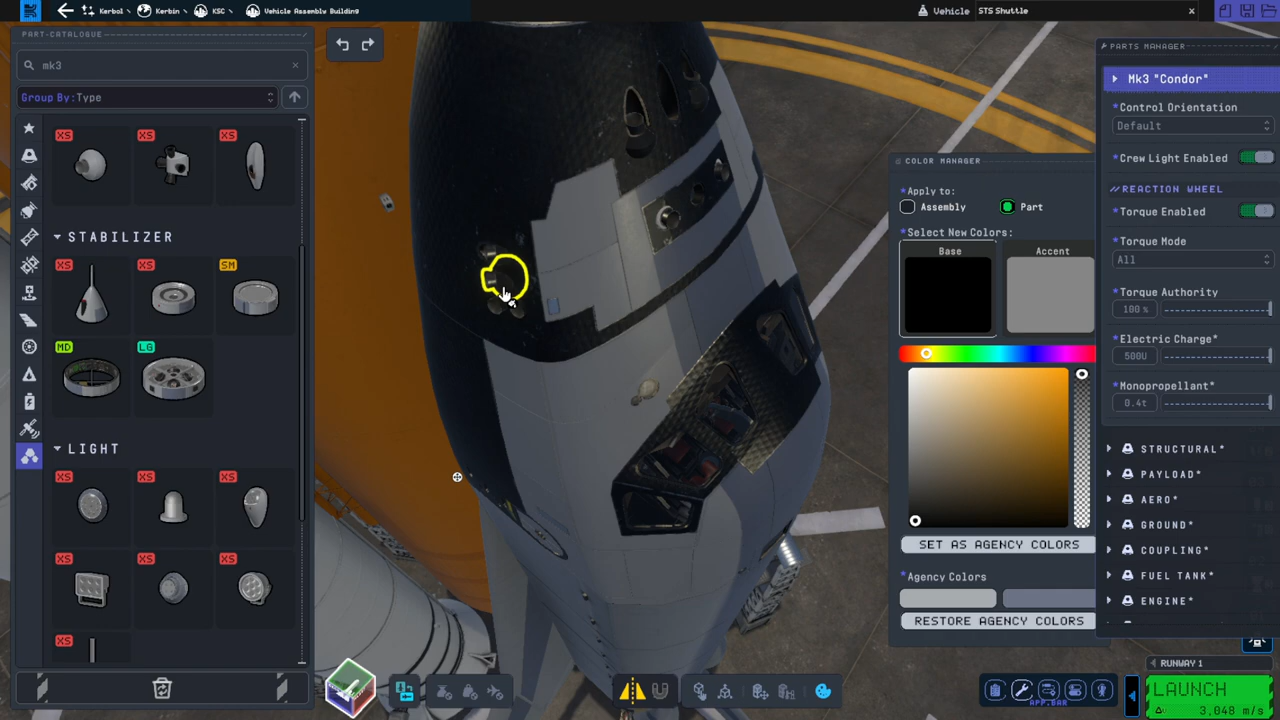 Kerbol
Kerbin
KSC
Vehicle Assembly Building
Vehicle
STS Shuttle
PART-CATALOGUE
mk3
Group By: Type
XS
XS
XS
STABILIZER
XS
XS
SM
MD
LG
LIGHT
XS
XS
XS
XS
XS
XS
XS
COLOR MANAGER
*Apply to:
Assembly
Part
*Select New Colors:
Base
Accent
SET AS AGENCY COLORS
*Agency Colors
RESTORE AGENCY COLORS
PARTS MANAGER
Mk3 "Condor"
*Control Orientation
Default
*Crew Light Enabled
//REACTION WHEEL
*Torque Enabled
*Torque Mode
All
*Torque Authority
100 %
*Electric Charge*
500U
*Monopropellant*
0.4t
STRUCTURAL*
PAYLOAD*
AERO*
GROUND*
COUPLING*
FUEL TANK*
ENGINE*
APP.BAR
RUNWAY 1
LAUNCH
Δ: 3,048 m/s